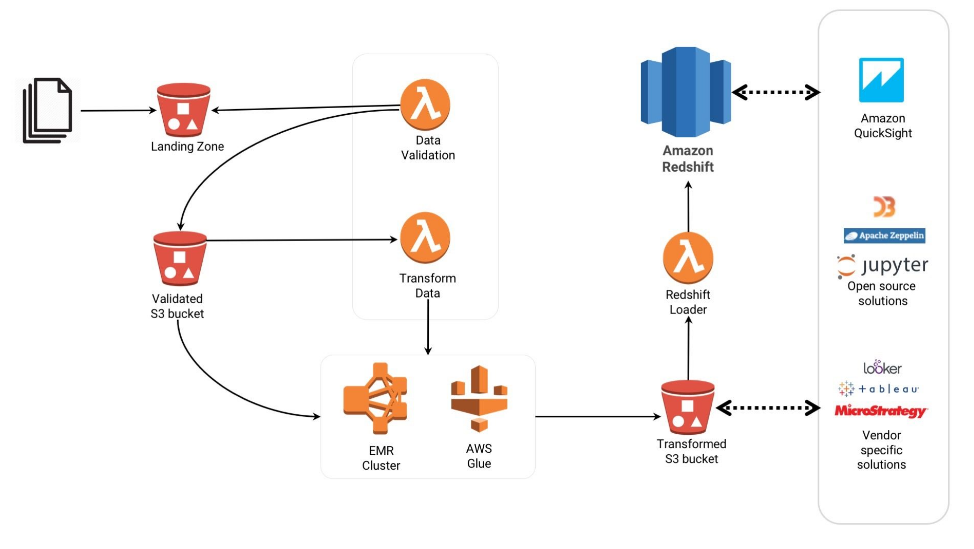 Landing Zone
Data
Validation
Validated
S3 bucket
Transform
Data
EMR
Cluster
AWS
Glue
Amazon
Redshift
Redshift
Loader
Transformed
S3 bucket
Amazon
QuickSight
D3
Apache Zeppelin
jupyter
Open source
solutions
looker
+ a b l e a u
MicroStrategy
Vendor
specific
solutions